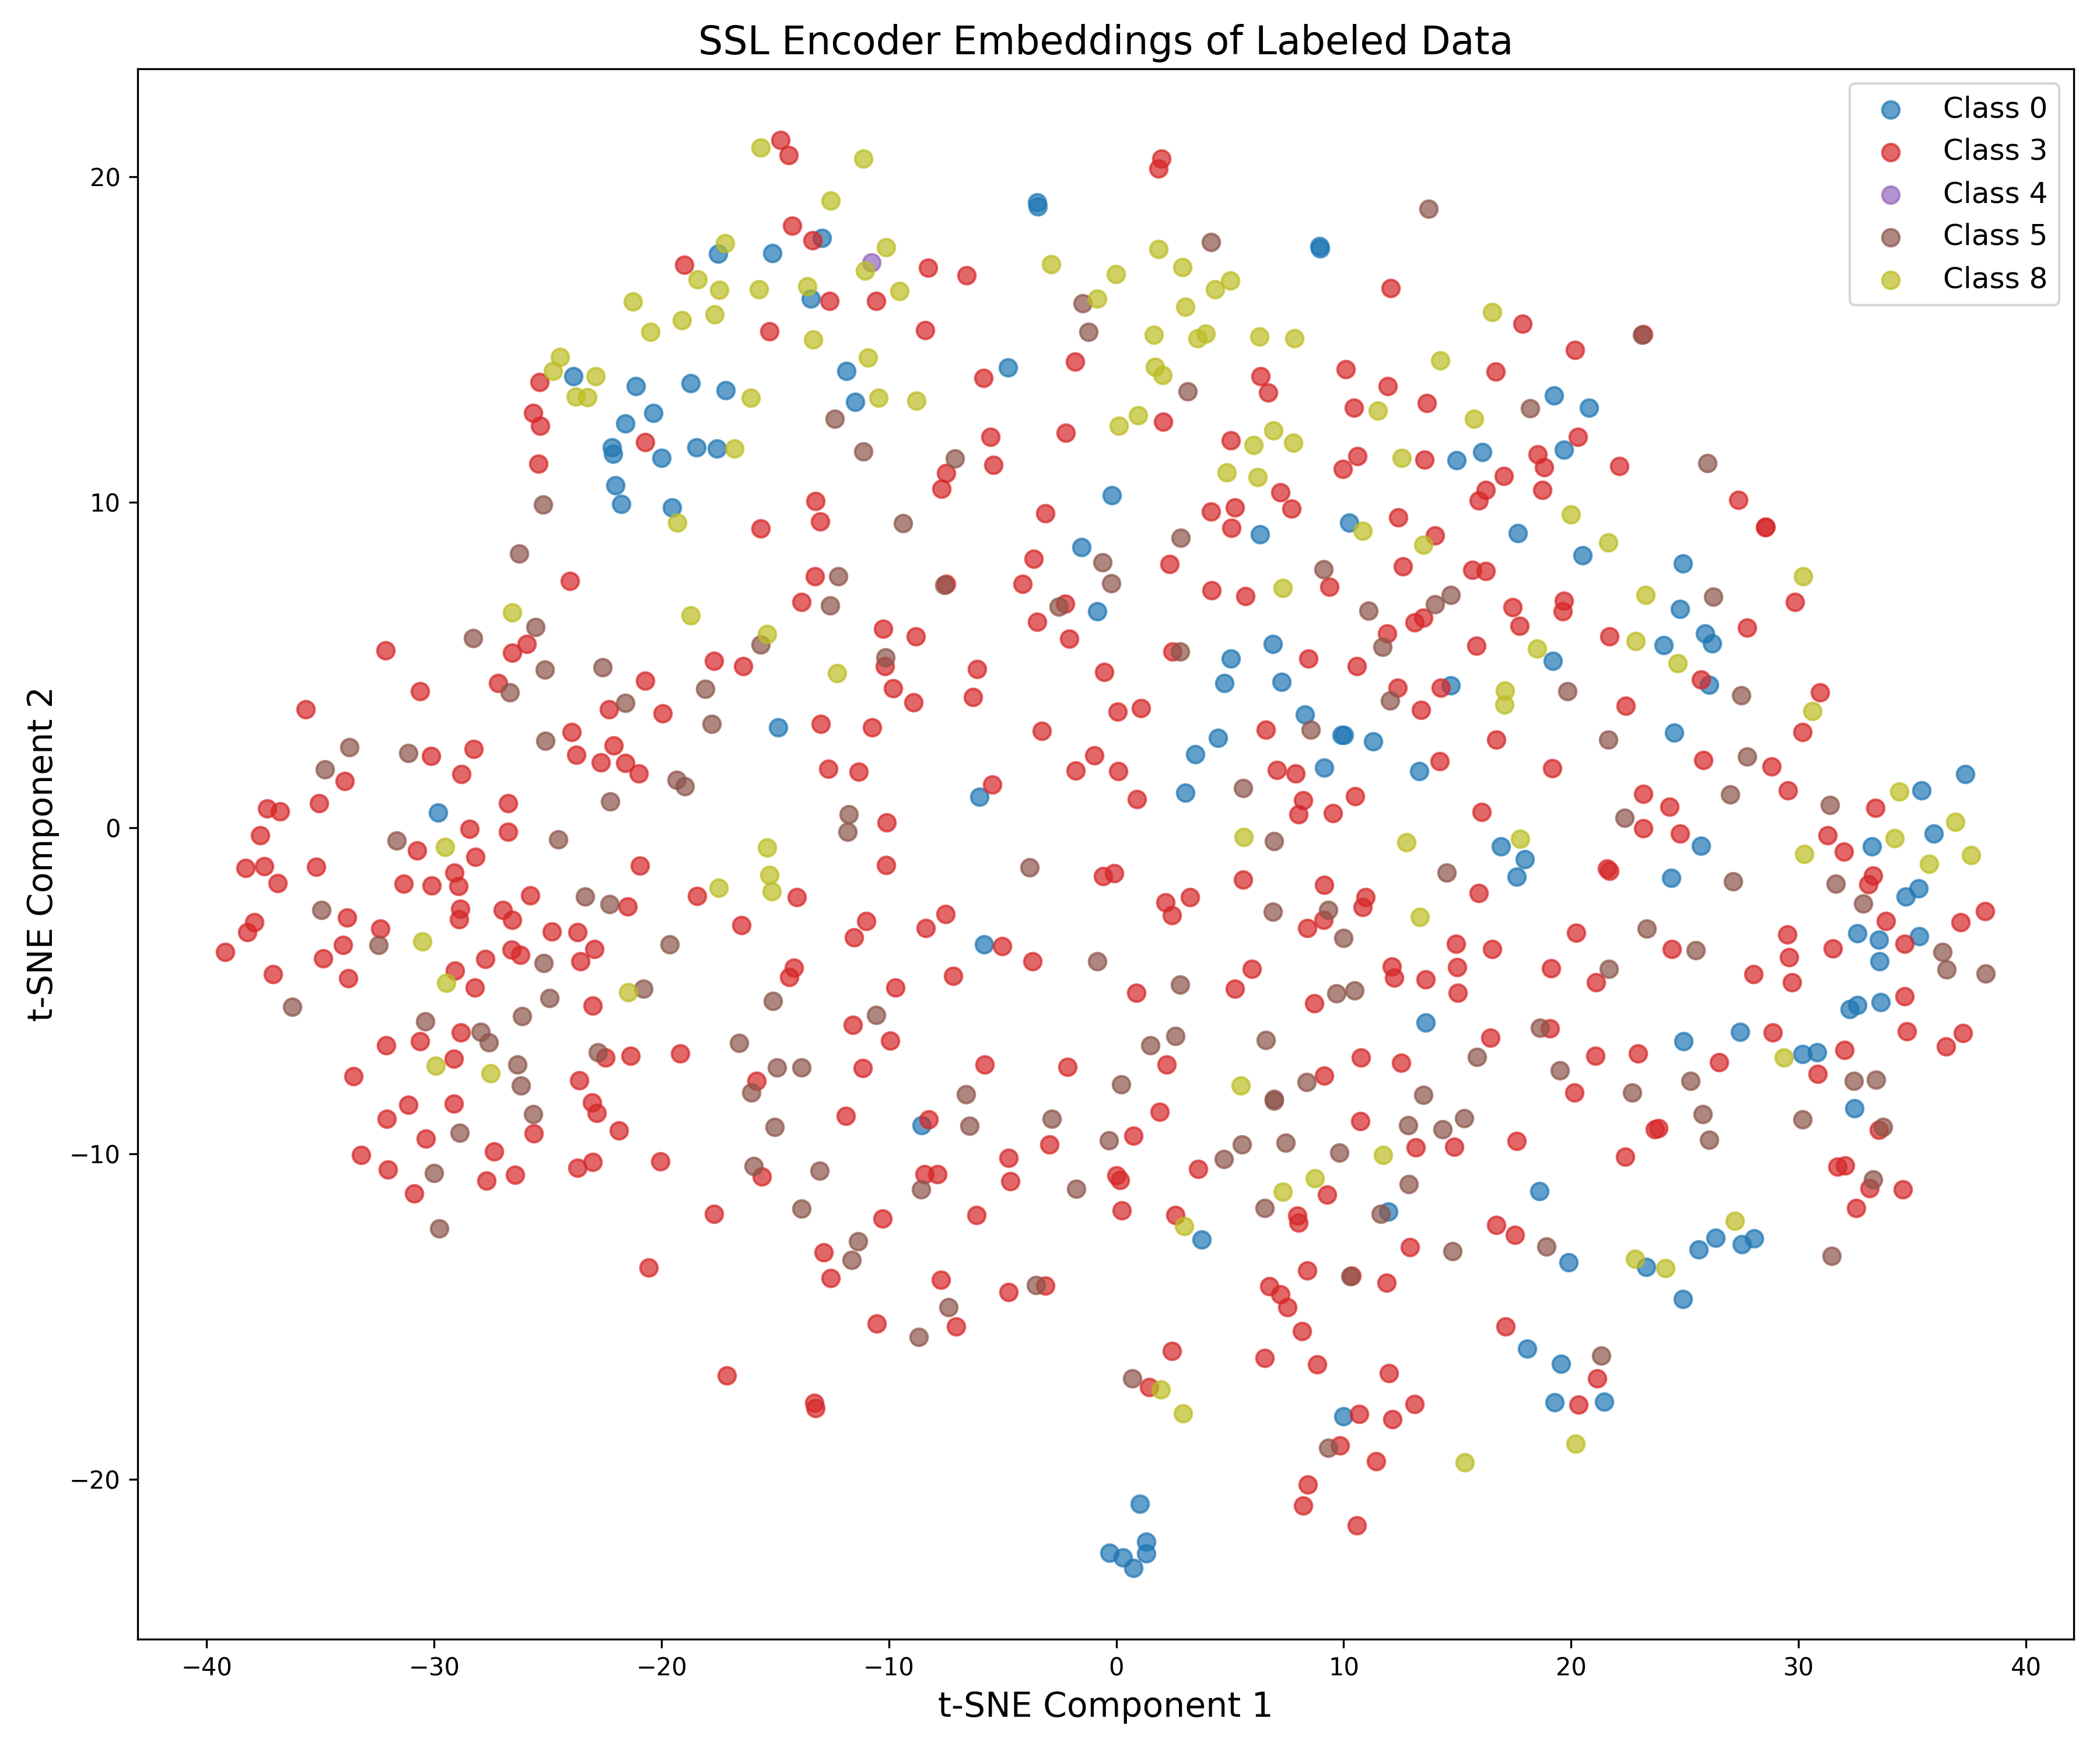 SSL Encoder Embeddings of Labeled Data
Class 0
Class 3
Class 4
Class 5
Class 8
20
10
0
−10
−20
t-SNE Component 2
−40
−30
−20
−10
0
10
20
30
40
t-SNE Component 1